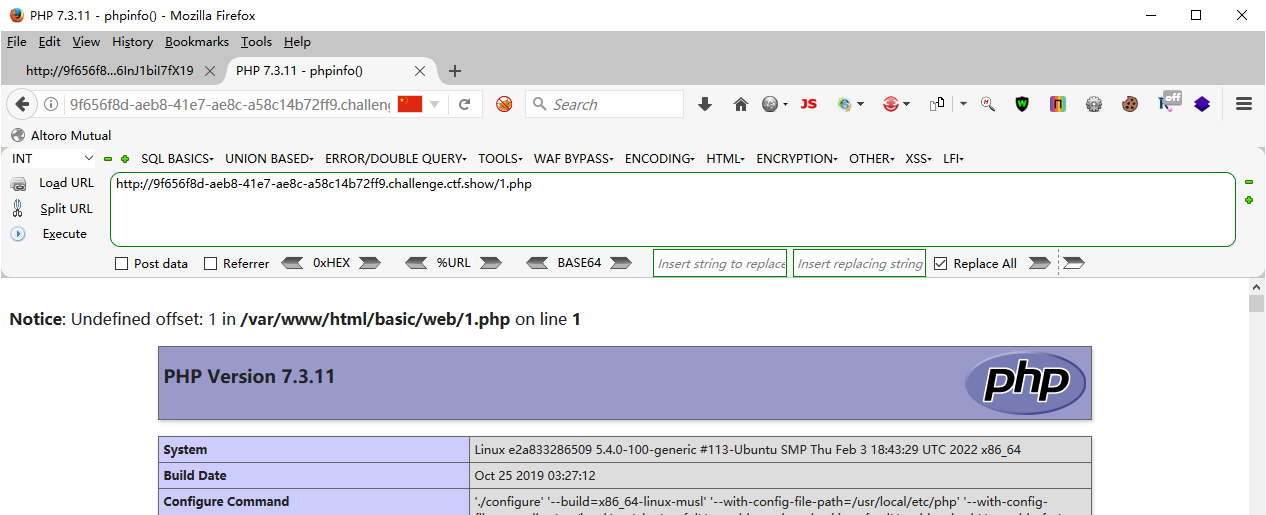 PHP 7.3.11 - phpinfo() - Mozilla Firefox
File Edit View History Bookmarks Tools Help
http://9f656f8...6InJ1biI7fX19 PHP 7.3.11 - phpinfo()
9f656f8d-aeb8-41e7-ae8c-a58c14b72ff9.challen Search JS off
Altoro Mutual
INT SQL BASICS UNION BASED ERROR/DOUBLE QUERY TOOLS WAF BYPASS ENCODING HTML ENCRYPTION OTHER XSS LFI
Load URL http://9f656f8d-aeb8-41e7-ae8c-a58c14b72ff9.challenge.ctf.show/1.php
Split URL
Execute
Post data Referrer 0xHEX %URL BASE64 Insert string to replace Insert replacing string Replace All
Notice: Undefined offset: 1 in /var/www/html/basic/web/1.php on line 1
PHP Version 7.3.11 php
System Linux e2a833286509 5.4.0-100-generic #113-Ubuntu SMP Thu Feb 3 18:43:29 UTC 2022 x86_64
Build Date Oct 25 2019 03:27:12
Configure Command './configure' '--build=x86_64-linux-musl' '--with-config-file-path=/usr/local/etc/php' '--with-config-